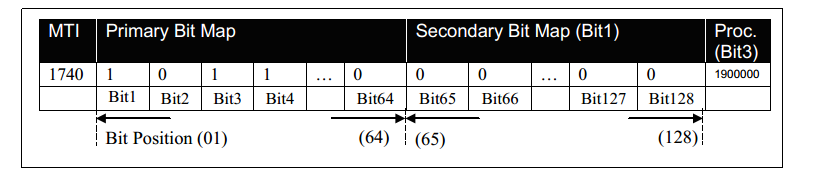 MTI Primary Bit Map Secondary Bit Map (Bit1) Proc. (Bit3)
1740 1 0 1 1 … 0 0 0 … 0 0 1900000
Bit1 Bit2 Bit3 Bit4 Bit64 Bit65 Bit66 Bit127 Bit128
Bit Position (01) (64) (65) (128)